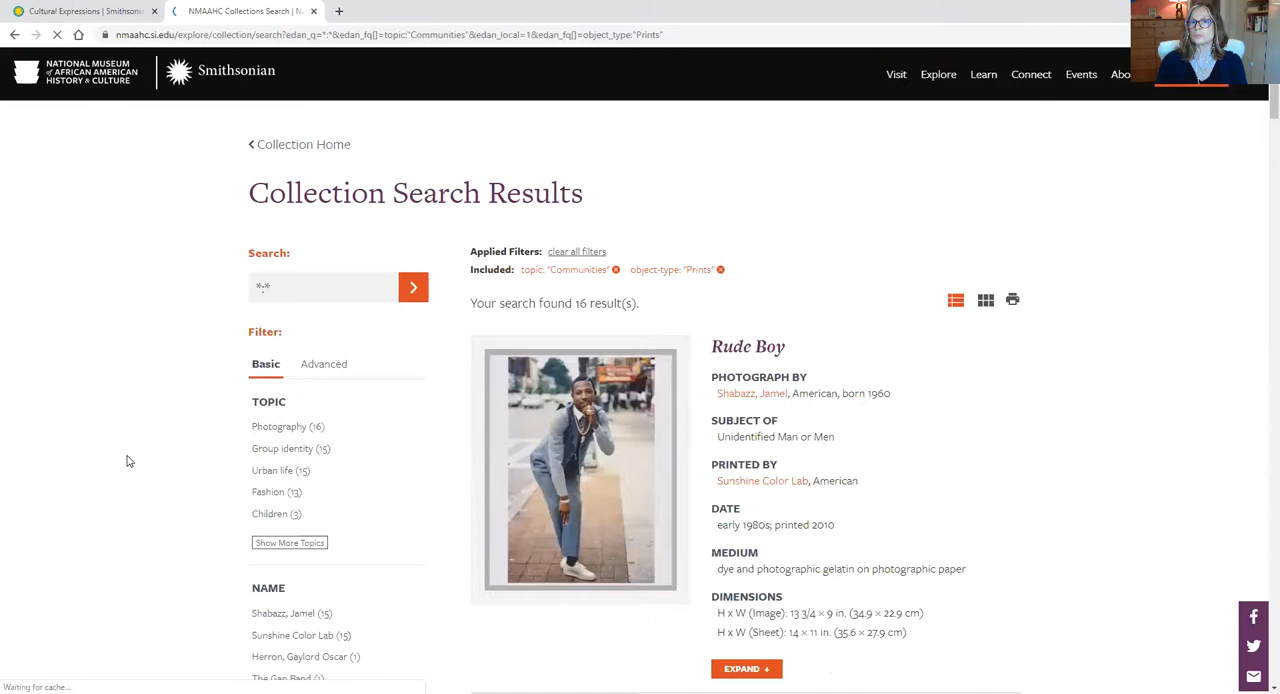 Cultural Expressions | Smithsonia
NMAAHC Collections Search | N
nmaahc.si.edu/explore/collection/search?edan_q=*:*&edan_fq[]=topic:"Communities"&edan_local=1&edan_fq[]=object_type:"Prints"
NATIONAL MUSEUM
of AFRICAN AMERICAN
HISTORY & CULTURE
Smithsonian
Visit
Explore
Learn
Connect
Events
Abo
Collection Home
Collection Search Results
Search:
*:*
Filter:
Basic
Advanced
TOPIC
Photography (16)
Group identity (15)
Urban life (15)
Fashion (13)
Children (3)
Show More Topics
NAME
Shabazz, Jamel (15)
Sunshine Color Lab (15)
Herron, Gaylord Oscar (1)
The Gap Band (1)
Applied Filters: clear all filters
Included: topic: "Communities" object-type: "Prints"
Your search found 16 result(s).
Rude Boy
PHOTOGRAPH BY
Shabazz, Jamel, American, born 1960
SUBJECT OF
Unidentified Man or Men
PRINTED BY
Sunshine Color Lab, American
DATE
early 1980s; printed 2010
MEDIUM
dye and photographic gelatin on photographic paper
DIMENSIONS
H x W (Image): 13 3/4 × 9 in. (34.9 × 22.9 cm)
H x W (Sheet): 14 × 11 in. (35.6 × 27.9 cm)
EXPAND +
Waiting for cache...